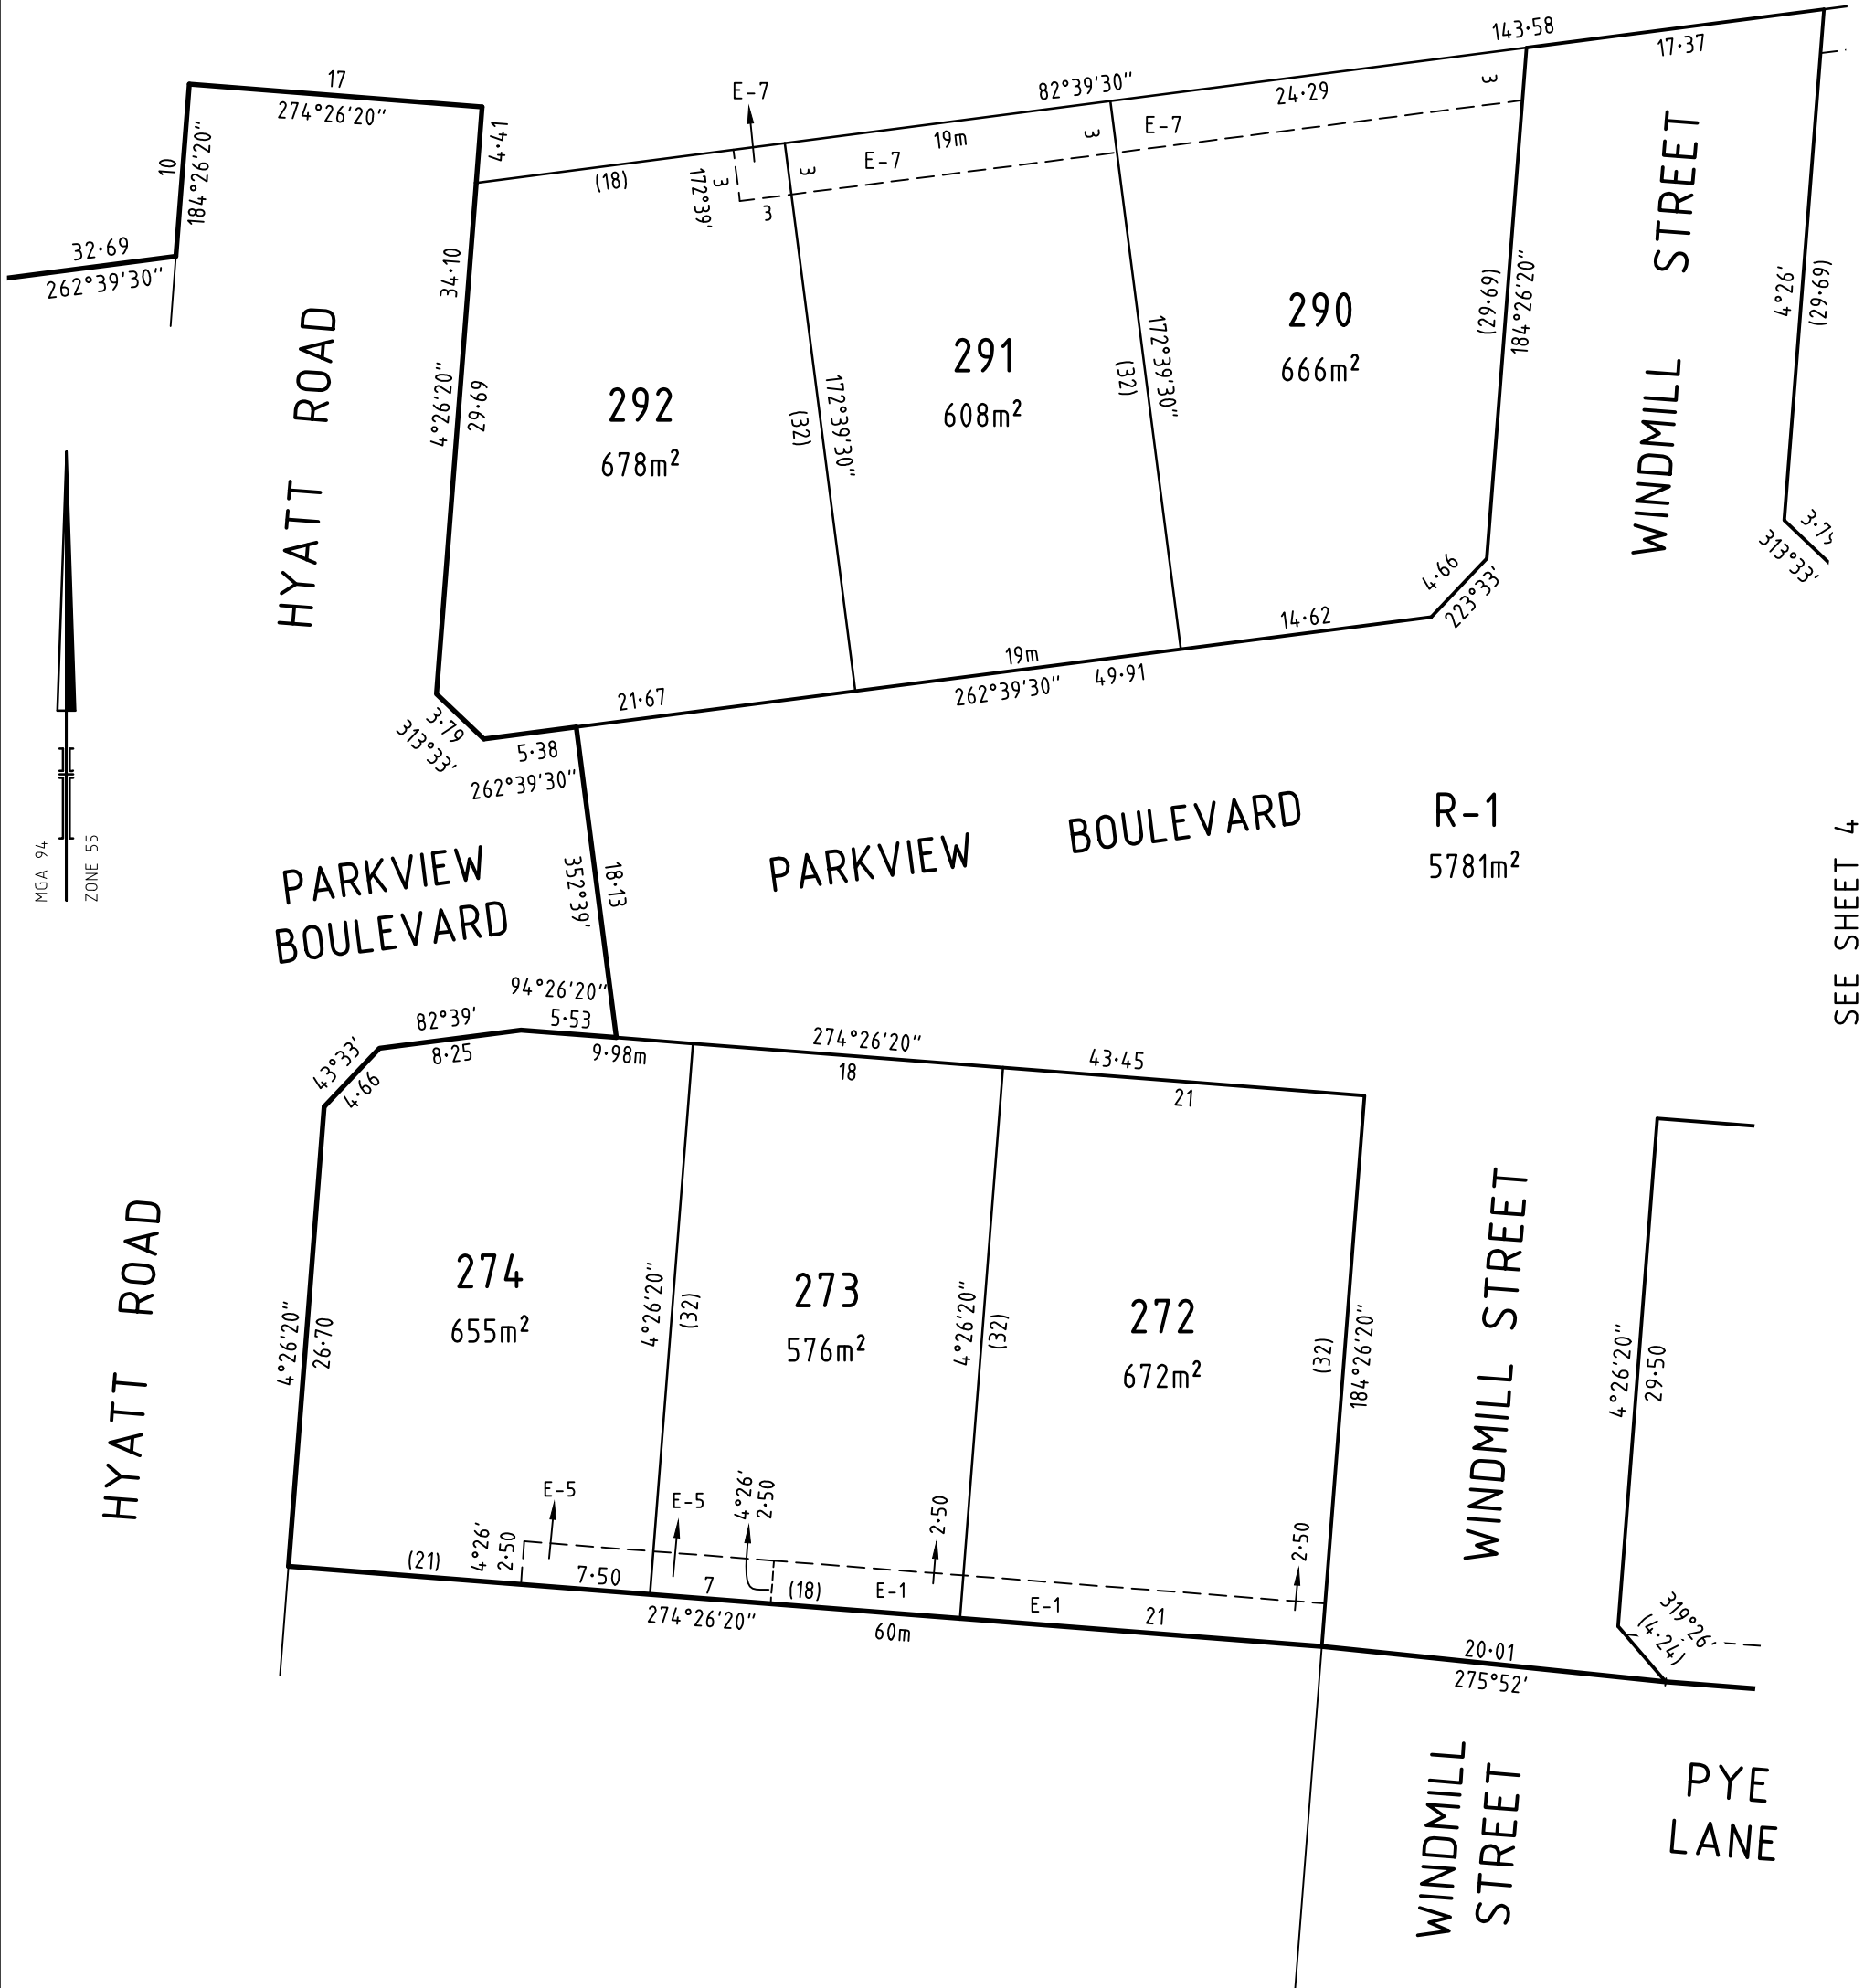 143·58
17·37
17
274°26'20"
E-7
82°39'30"
24·29
3
4·41
10
184°26'20"
19m
3
E-7
E-7
(18)
172°39'
3
3
3
32·69
262°39'30"
34·10
4°26'20"
29·69
HYATT ROAD
292
678m²
(32)
172°39'30"
291
608m²
(32)
172°39'30"
290
666m²
(29·69)
184°26'20"
WINDMILL STREET
4°26'
(29·69)
313°33'
4·66
223°33'
14·62
19m
262°39'30"
49·91
21·67
3·79
313°33'
5·38
262°39'30"
MGA 94
ZONE 55
PARKVIEW
BOULEVARD
352°39'
18·13
PARKVIEW BOULEVARD
R-1
5781m²
SEE SHEET 4
94°26'20"
5·53
82°39'
8·25
43°33'
4·66
9·98m
274°26'20"
18
43·45
21
HYATT ROAD
4°26'20"
26·70
274
655m²
4°26'20"
(32)
273
576m²
4°26'20"
(32)
272
672m²
(32)
184°26'20"
WINDMILL STREET
4°26'20"
29·50
E-5
E-5
4°26'
2·50
2·50
2·50
4°26'
2·50
(21)
7·50
7
(18)
E-1
E-1
21
274°26'20"
60m
319°26'
(4·24)
20·01
275°52'
WINDMILL
STREET
PYE
LANE